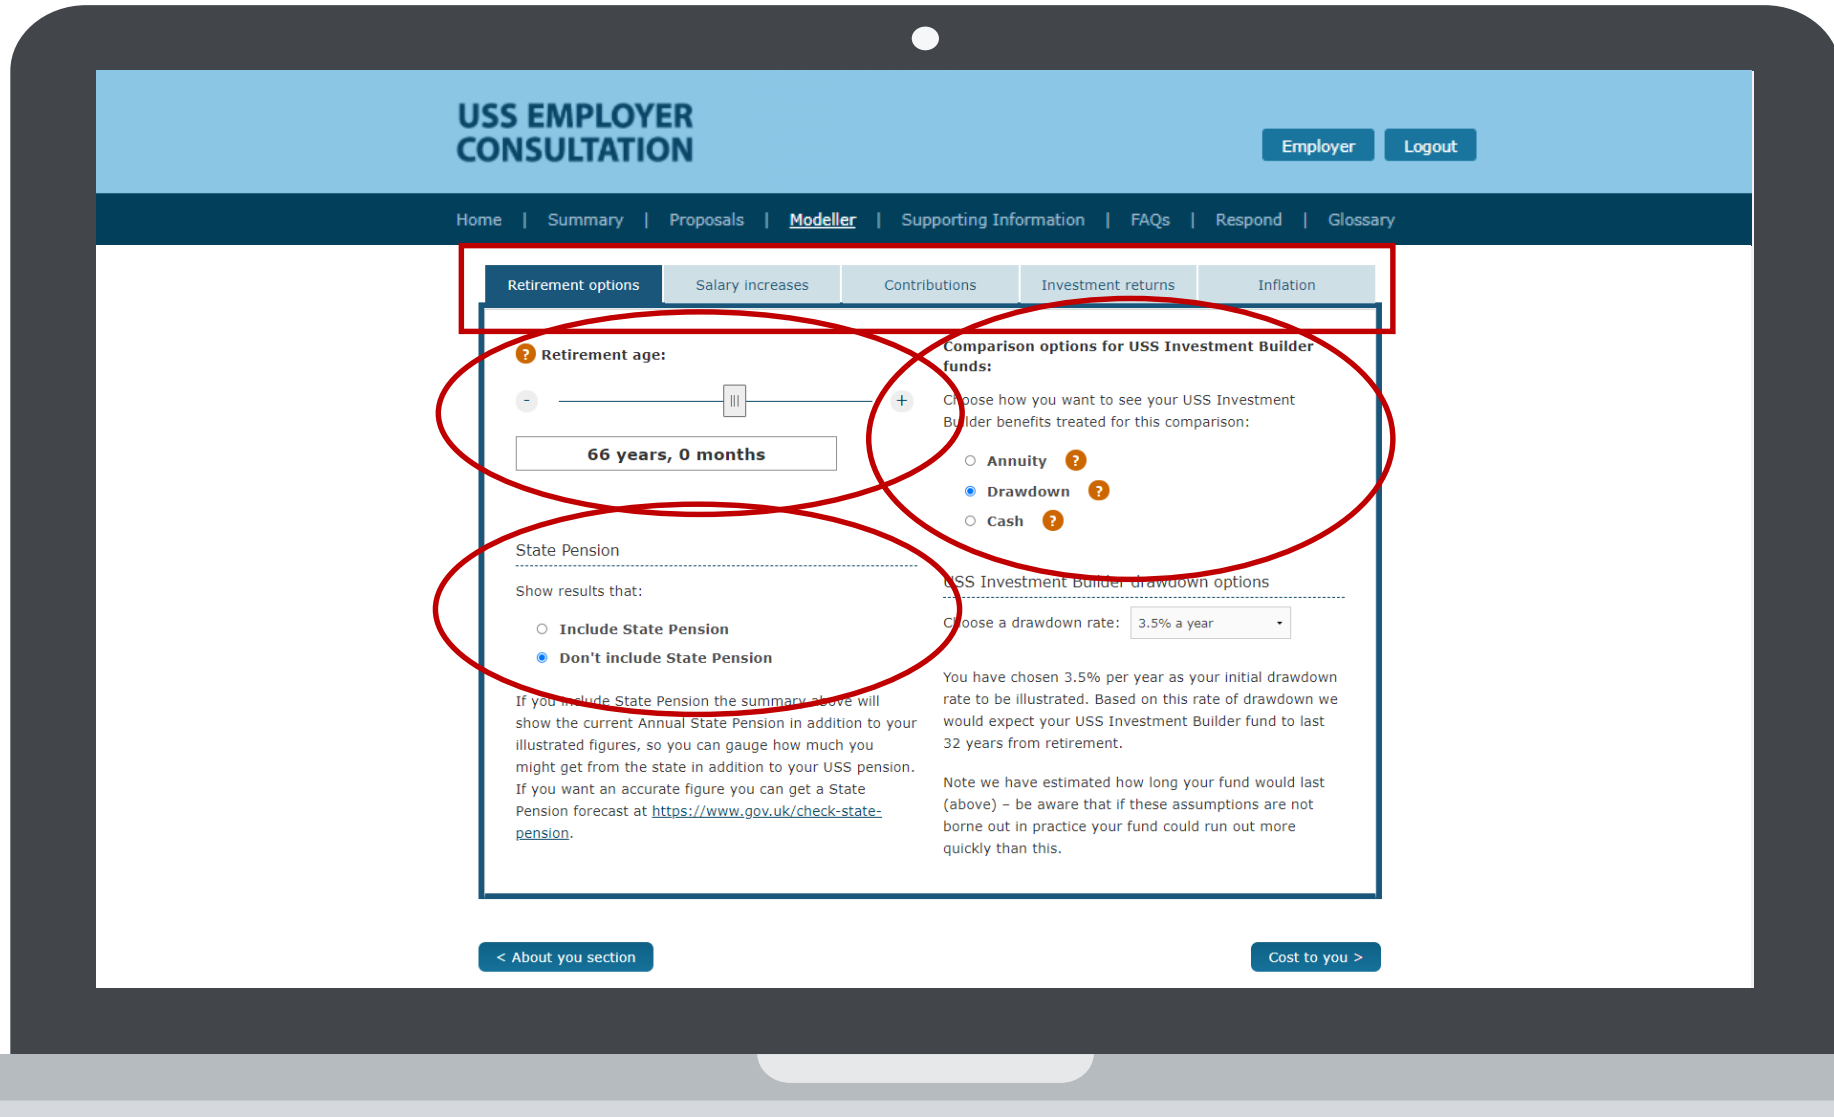 USS EMPLOYER
CONSULTATION
Employer
Logout
Home | Summary | Proposals | Modeller | Supporting Information | FAQs | Respond | Glossary
Retirement options
Salary increases
Contributions
Investment returns
Inflation
? Retirement age:
- +
66 years, 0 months
State Pension
Show results that:
Include State Pension
Don't include State Pension
If you include State Pension the summary above will
show the current Annual State Pension in addition to your
illustrated figures, so you can gauge how much you
might get from the state in addition to your USS pension.
If you want an accurate figure you can get a State
Pension forecast at https://www.gov.uk/check-state-
pension.
Comparison options for USS Investment Builder
funds:
Choose how you want to see your USS Investment
Builder benefits treated for this comparison:
Annuity ?
Drawdown ?
Cash ?
USS Investment Builder drawdown options
Choose a drawdown rate: 3.5% a year
You have chosen 3.5% per year as your initial drawdown
rate to be illustrated. Based on this rate of drawdown we
would expect your USS Investment Builder fund to last
32 years from retirement.
Note we have estimated how long your fund would last
(above) – be aware that if these assumptions are not
borne out in practice your fund could run out more
quickly than this.
< About you section
Cost to you >